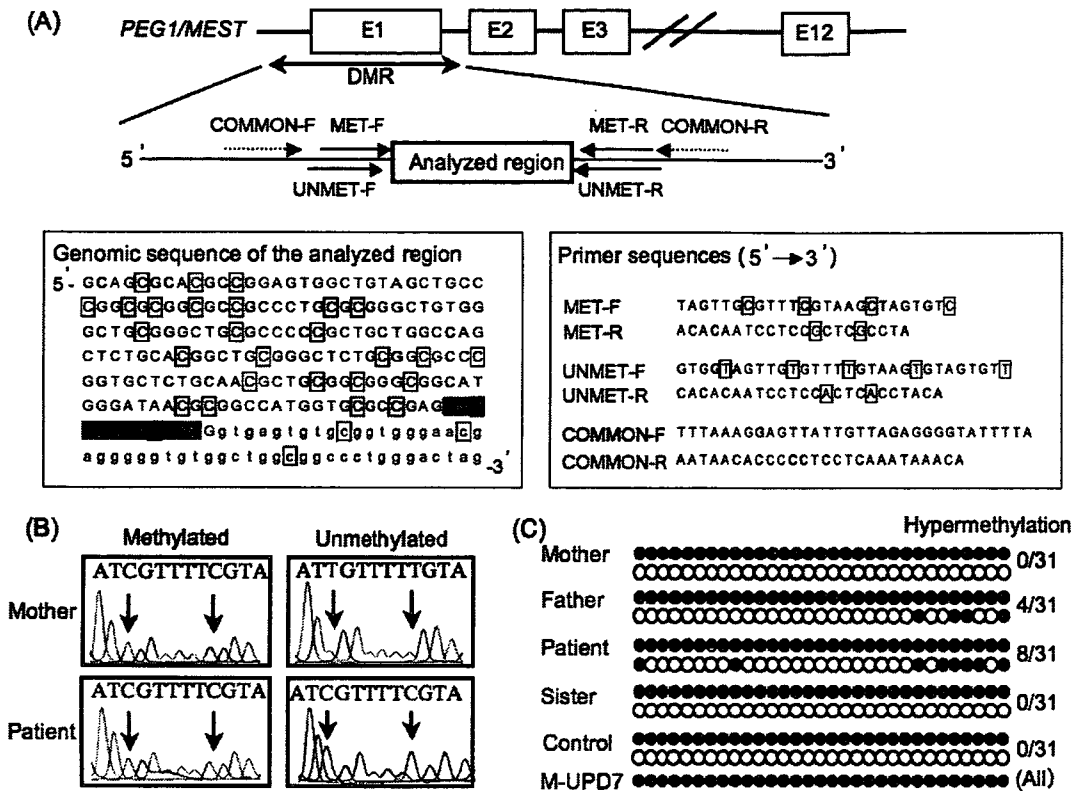 (A)
PEG1/MEST
E1
E2
E3
E12
DMR
COMMON-F
MET-F
MET-R
COMMON-R
5'
Analyzed region
3'
UNMET-F
UNMET-R
Genomic sequence of the analyzed region
5'- GCAGCGCACGCCGGAGTGGCTGTAGCTGCC
CGGCGCGGCGCCGCCCTGCGCGGGCTGTGG
GCTGCGGGCTGCGCCCCCGCTGCTGGCCAG
CTCTGCACGGCTGCGGGCTCTGCGGCGCCC
GGTGCTCTGCAACGCTGCGGCGGGCGGCAT
GGGATAACGCGGCCATGGTGCGCCGAG
Ggtgagtgtgcggtgggaacg
agggggtgtggctggcggccctgggactag -3'
Primer sequences (5'→3')
MET-F TAGTTGCGTTTCGTAAGCTAGTGTC
MET-R ACACAATCCTCCGCTCGCCTA
UNMET-F GTGGTAGTTGTGTTTTGTAAGTGTAGTGTT
UNMET-R CACACAATCCTCCACTCACCTACA
COMMON-F TTTAAAGGAGTTATTGTTAGAGGGGTATTTTA
COMMON-R AATAACACCCCCTCCTCAAATAAACA
(B)
Methylated
Unmethylated
Mother
ATCGTTTTCGTA
ATTGTTTTTGTA
Patient
ATCGTTTTCGTA
ATCGTTTTCGTA
(C)
Hypermethylation
Mother 0/31
Father 4/31
Patient 8/31
Sister 0/31
Control 0/31
M-UPD7 (All)